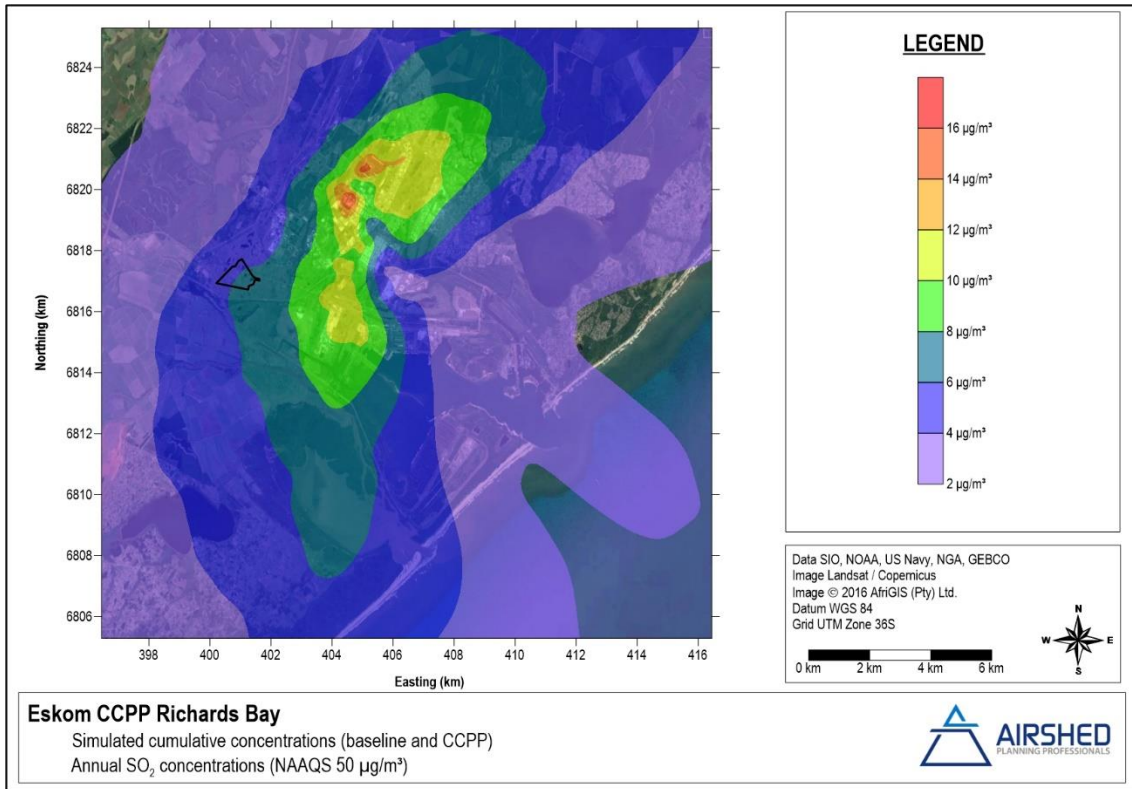 6824
6822
6820
6818
6816
6814
6812
6810
6808
6806
Northing (km)
398 400 402 404 406 408 410 412 414 416
Easting (km)
LEGEND
16 µg/m³
14 µg/m³
12 µg/m³
10 µg/m³
8 µg/m³
6 µg/m³
4 µg/m³
2 µg/m³
Data SIO, NOAA, US Navy, NGA, GEBCO
Image Landsat / Copernicus
Image © 2016 AfriGIS (Pty) Ltd.
Datum WGS 84
Grid UTM Zone 36S
N
W E
S
0 km 2 km 4 km 6 km
Eskom CCPP Richards Bay
Simulated cumulative concentrations (baseline and CCPP)
Annual SO₂ concentrations (NAAQS 50 µg/m³)
AIRSHED
PLANNING PROFESSIONALS